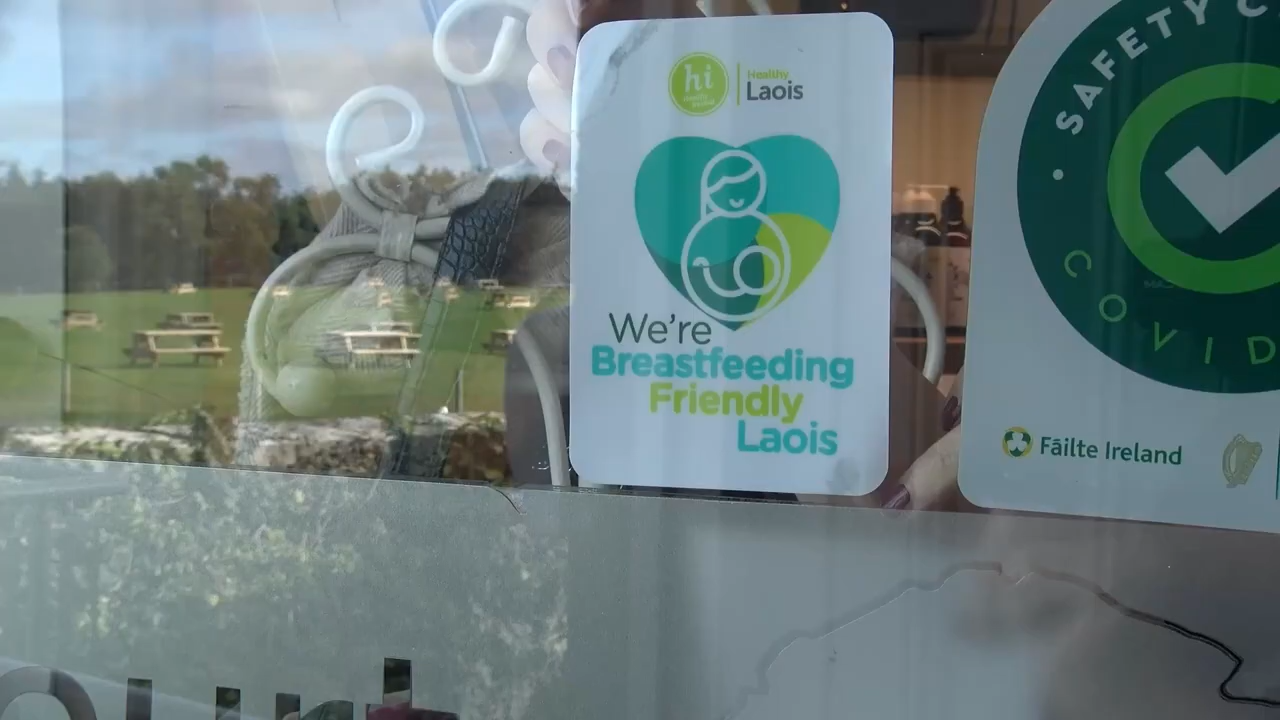 hi
Healthy
Laois
We're
Breastfeeding
Friendly
Laois
SAFETY
COVID
Fáilte Ireland